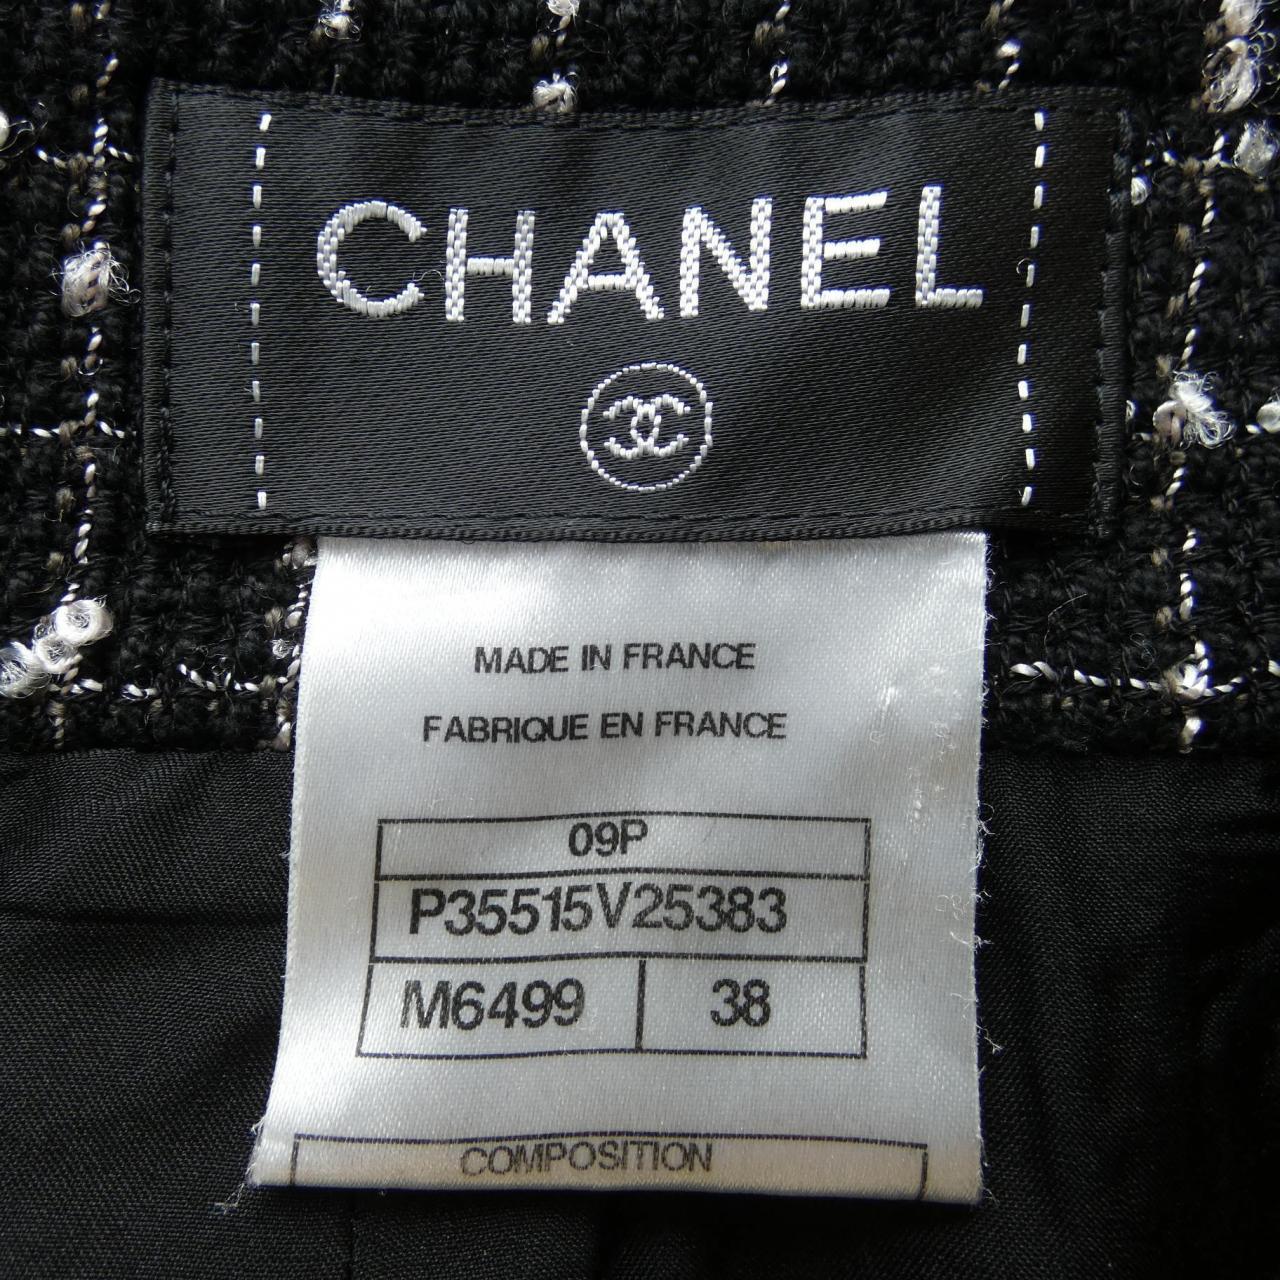 CHANEL
MADE IN FRANCE
FABRIQUE EN FRANCE
09P
P35515V25383
M6499 38
COMPOSITION